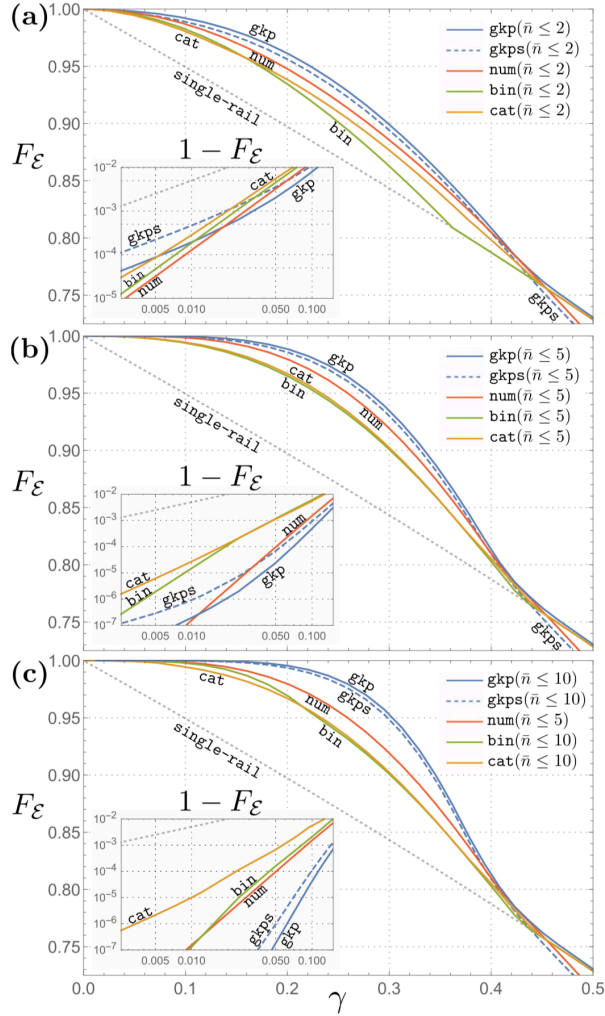 (a)
1.00
0.95
0.90
0.85
0.80
0.75
F_ℰ
gkp
cat
num
single-rail
bin
gkps
gkp(n̄ ≤ 2)
gkps(n̄ ≤ 2)
num(n̄ ≤ 2)
bin(n̄ ≤ 2)
cat(n̄ ≤ 2)
1 − F_ℰ
10⁻²
10⁻³
10⁻⁴
10⁻⁵
cat
gkp
gkps
bin
num
0.005 0.010 0.050 0.100
(b)
1.00
0.95
0.90
0.85
0.80
0.75
F_ℰ
gkp
cat
bin
num
single-rail
gkps
gkp(n̄ ≤ 5)
gkps(n̄ ≤ 5)
num(n̄ ≤ 5)
bin(n̄ ≤ 5)
cat(n̄ ≤ 5)
1 − F_ℰ
10⁻²
10⁻³
10⁻⁴
10⁻⁵
10⁻⁶
10⁻⁷
num
cat
bin
gkps
gkp
0.005 0.010 0.050 0.100
(c)
1.00
0.95
0.90
0.85
0.80
0.75
F_ℰ
gkp
cat
gkps
num
bin
single-rail
gkp(n̄ ≤ 10)
gkps(n̄ ≤ 10)
num(n̄ ≤ 5)
bin(n̄ ≤ 10)
cat(n̄ ≤ 10)
1 − F_ℰ
10⁻²
10⁻³
10⁻⁴
10⁻⁵
10⁻⁶
10⁻⁷
bin
num
cat
gkps
gkp
0.005 0.010 0.050 0.100
0.0 0.1 0.2 0.3 0.4 0.5
γ